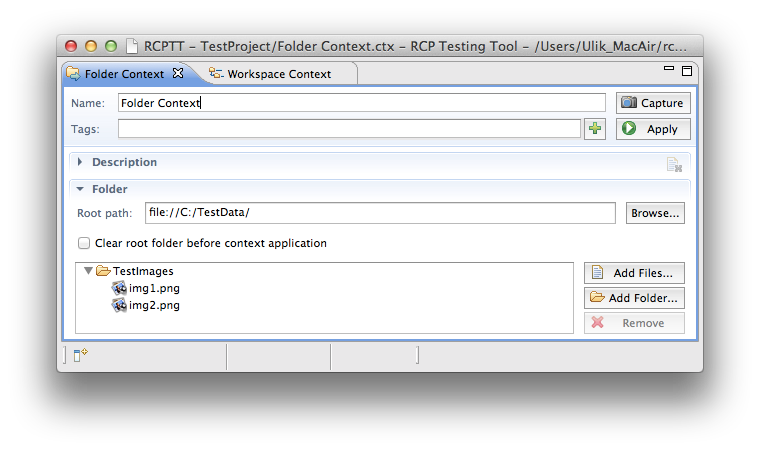 RCPTT – TestProject/Folder Context.ctx – RCP Testing Tool – /Users/Ulik_MacAir/rc...
Folder Context Workspace Context
Name: Folder Context Capture
Tags: Apply
Description
Folder
Root path: file://C:/TestData/ Browse...
Clear root folder before context application
TestImages Add Files...
img1.png Add Folder...
img2.png Remove